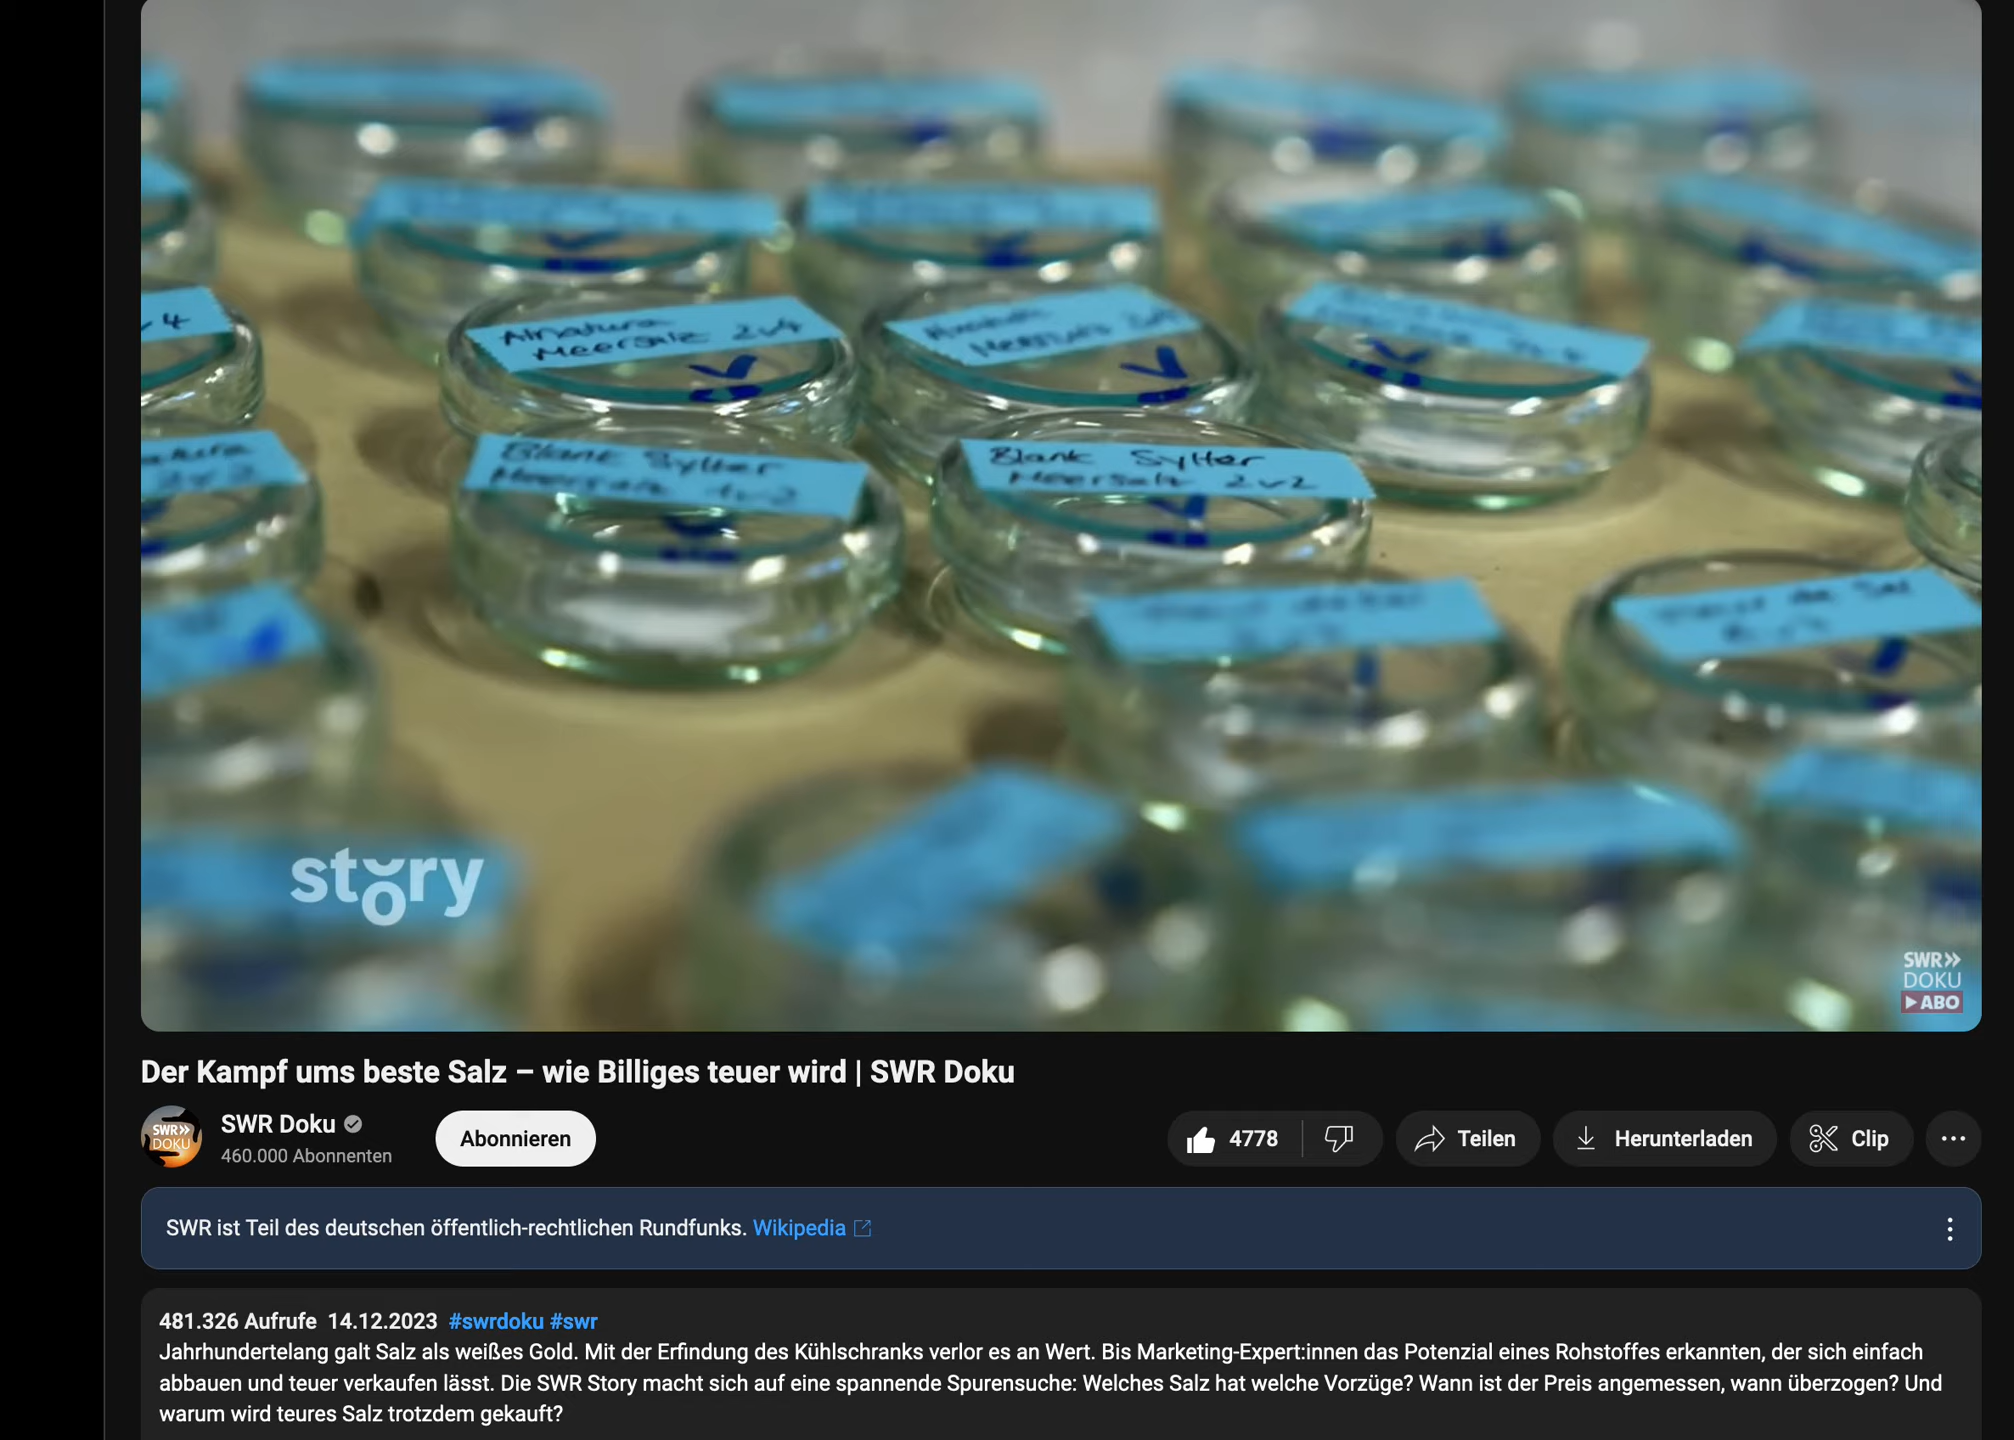 v4
Alnatura
Meersalz 2v4
Meersalz
Blank Sylter
Meersalz 1v2
Blank Sylter
Meersalz 2v2
story
SWR»
DOKU
ABO
Der Kampf ums beste Salz – wie Billiges teuer wird | SWR Doku
SWR»
DOKU
SWR Doku
460.000 Abonnenten
Abonnieren
4778
Teilen
Herunterladen
Clip
SWR ist Teil des deutschen öffentlich-rechtlichen Rundfunks. Wikipedia
481.326 Aufrufe 14.12.2023 #swrdoku #swr
Jahrhundertelang galt Salz als weißes Gold. Mit der Erfindung des Kühlschranks verlor es an Wert. Bis Marketing-Expert:innen das Potenzial eines Rohstoffes erkannten, der sich einfach
abbauen und teuer verkaufen lässt. Die SWR Story macht sich auf eine spannende Spurensuche: Welches Salz hat welche Vorzüge? Wann ist der Preis angemessen, wann überzogen? Und
warum wird teures Salz trotzdem gekauft?